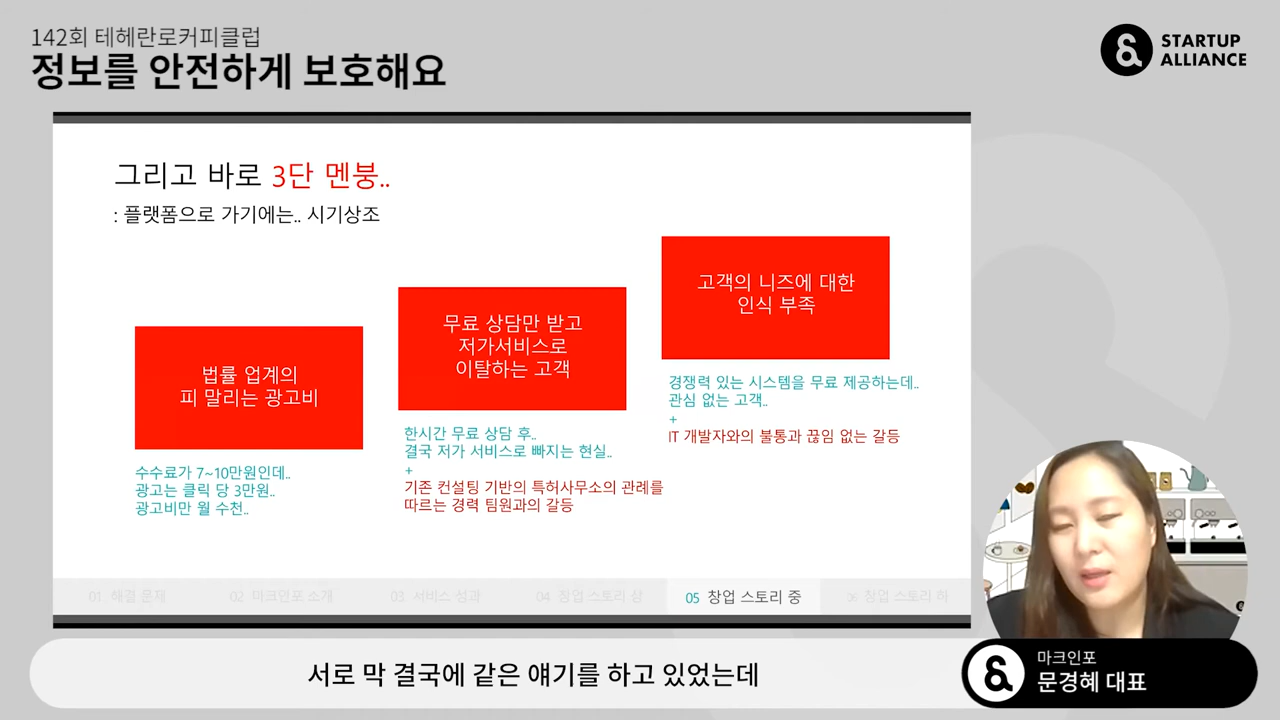 142회 테헤란로커피클럽
정보를 안전하게 보호해요
STARTUP
ALLIANCE
그리고 바로 3단 멘붕..
: 플랫폼으로 가기에는.. 시기상조
법률 업계의
피 말리는 광고비
수수료가 7~10만원인데..
광고는 클릭 당 3만원..
광고비만 월 수천..
무료 상담만 받고
저가서비스로
이탈하는 고객
한시간 무료 상담 후..
결국 저가 서비스로 빠지는 현실..
+
기존 컨설팅 기반의 특허사무소의 관례를
따르는 경력 팀원과의 갈등
고객의 니즈에 대한
인식 부족
경쟁력 있는 시스템을 무료 제공하는데..
관심 없는 고객..
+
IT 개발자와의 불통과 끊임 없는 갈등
01. 해결 문제
02 마크인포 소개
03. 서비스 성과
04 창업 스토리 상
05 창업 스토리 중
06 창업 스토리 하
서로 막 결국에 같은 얘기를 하고 있었는데
마크인포
문경혜 대표